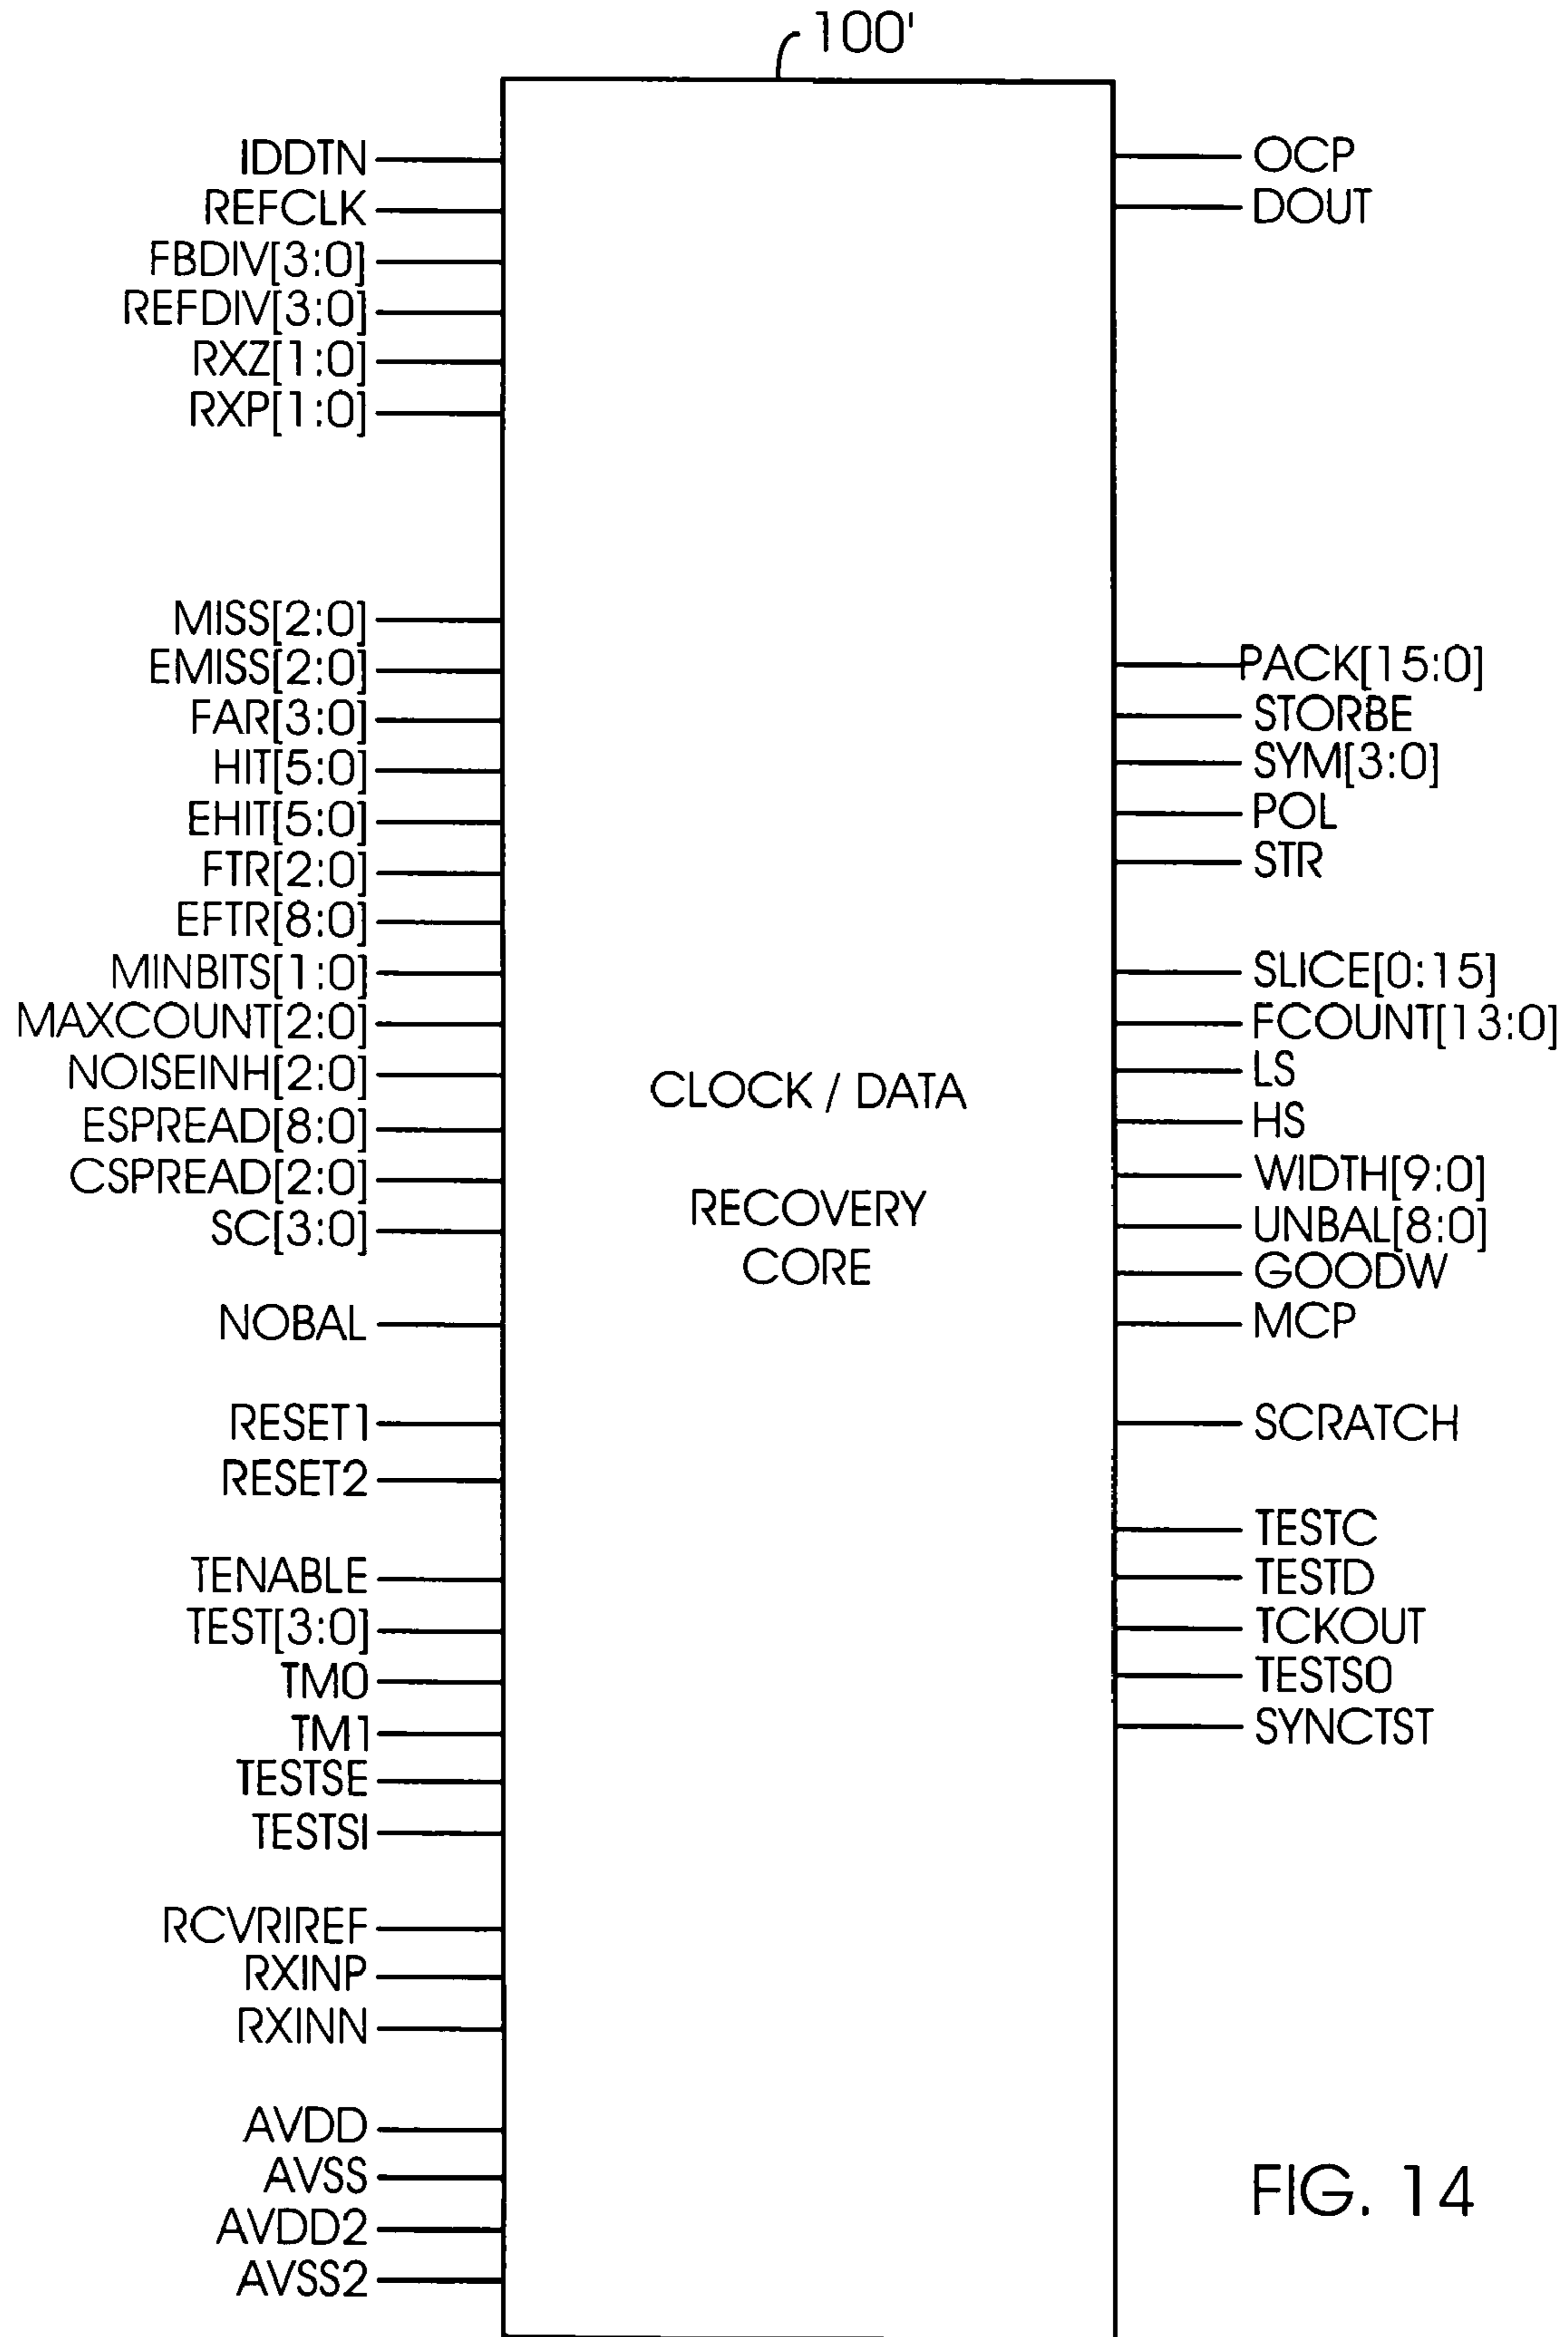 100'
IDDTN
REFCLK
FBDIV[3:0]
REFDIV[3:0]
RXZ[1:0]
RXP[1:0]
MISS[2:0]
EMISS[2:0]
FAR[3:0]
HIT[5:0]
EHIT[5:0]
FTR[2:0]
EFTR[8:0]
MINBITS[1:0]
MAXCOUNT[2:0]
NOISEINH[2:0]
ESPREAD[8:0]
CSPREAD[2:0]
SC[3:0]
NOBAL
RESET1
RESET2
TENABLE
TEST[3:0]
TM0
TM1
TESTSE
TESTSI
RCVRIREF
RXINP
RXINN
AVDD
AVSS
AVDD2
AVSS2
CLOCK / DATA
RECOVERY
CORE
OCP
DOUT
PACK[15:0]
STORBE
SYM[3:0]
POL
STR
SLICE[0:15]
FCOUNT[13:0]
LS
HS
WIDTH[9:0]
UNBAL[8:0]
GOODW
MCP
SCRATCH
TESTC
TESTD
TCKOUT
TESTS0
SYNCTST
FIG. 14